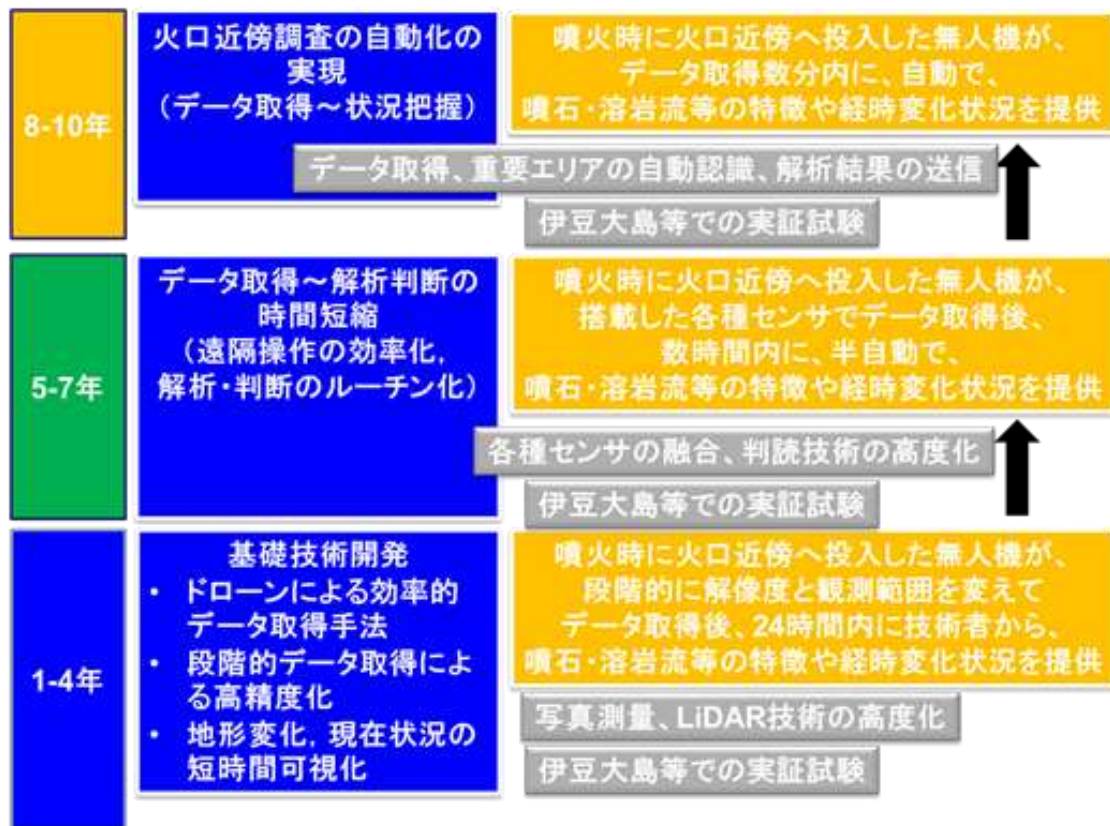 8-10年
火口近傍調査の自動化の
実現
（データ取得～状況把握）
噴火時に火口近傍へ投入した無人機が、
データ取得数分内に、自動で、
噴石・溶岩流等の特徴や経時変化状況を提供
データ取得、重要エリアの自動認識、解析結果の送信
伊豆大島等での実証試験
5-7年
データ取得～解析判断の
時間短縮
（遠隔操作の効率化，
解析・判断のルーチン化）
噴火時に火口近傍へ投入した無人機が、
搭載した各種センサでデータ取得後、
数時間内に、半自動で、
噴石・溶岩流等の特徴や経時変化状況を提供
各種センサの融合、判読技術の高度化
伊豆大島等での実証試験
1-4年
基礎技術開発
• ドローンによる効率的
データ取得手法
• 段階的データ取得によ
る高精度化
• 地形変化，現在状況の
短時間可視化
噴火時に火口近傍へ投入した無人機が、
段階的に解像度と観測範囲を変えて
データ取得後、24時間内に技術者から、
噴石・溶岩流等の特徴や経時変化状況を提供
写真測量、LiDAR技術の高度化
伊豆大島等での実証試験